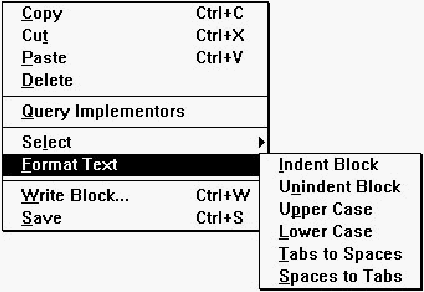 Copy Ctrl+C
Cut Ctrl+X
Paste Ctrl+V
Delete
Query Implementors
Select
Format Text
Write Block... Ctrl+W
Save Ctrl+S
Indent Block
Unindent Block
Upper Case
Lower Case
Tabs to Spaces
Spaces to Tabs